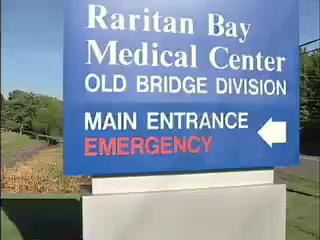 Raritan Bay
Medical Center
OLD BRIDGE DIVISION
MAIN ENTRANCE
EMERGENCY